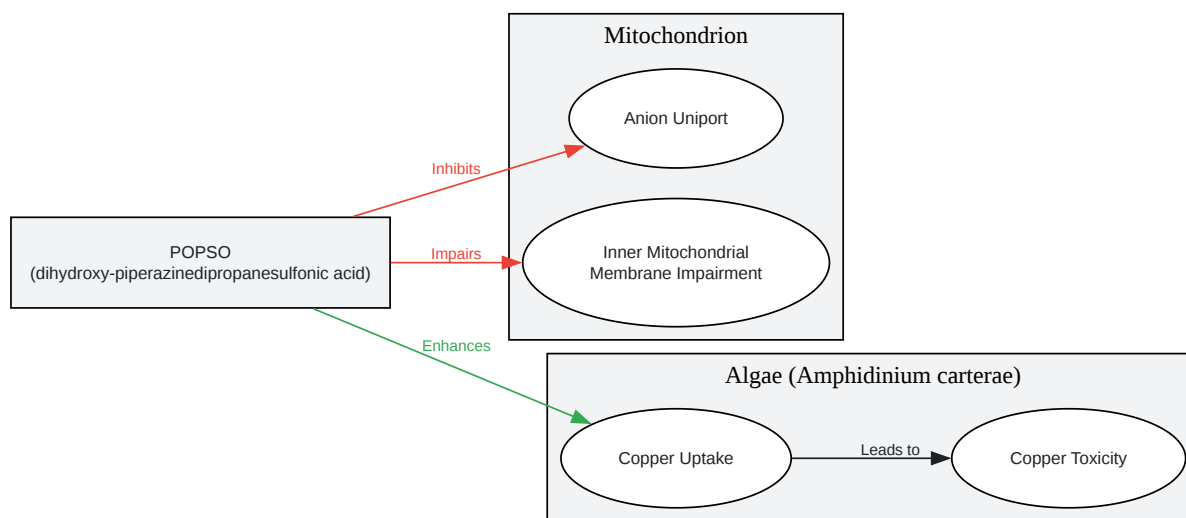 Mitochondrion
Anion Uniport
Inhibits
POPSO
(dihydroxy-piperazinedipropanesulfonic acid)
Impairs
Inner Mitochondrial
Membrane Impairment
Enhances
Algae (Amphidinium carterae)
Copper Uptake
Leads to
Copper Toxicity